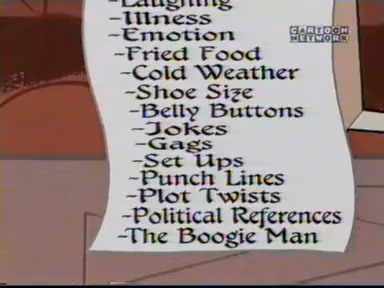 -Laughing
-Illness
-Emotion
CARTOON
NETWORK
-Fried Food
-Cold Weather
-Shoe Size
-Belly Buttons
-Jokes
-Gags
-Set Ups
-Punch Lines
-Plot Twists
-Political References
-The Boogie Man